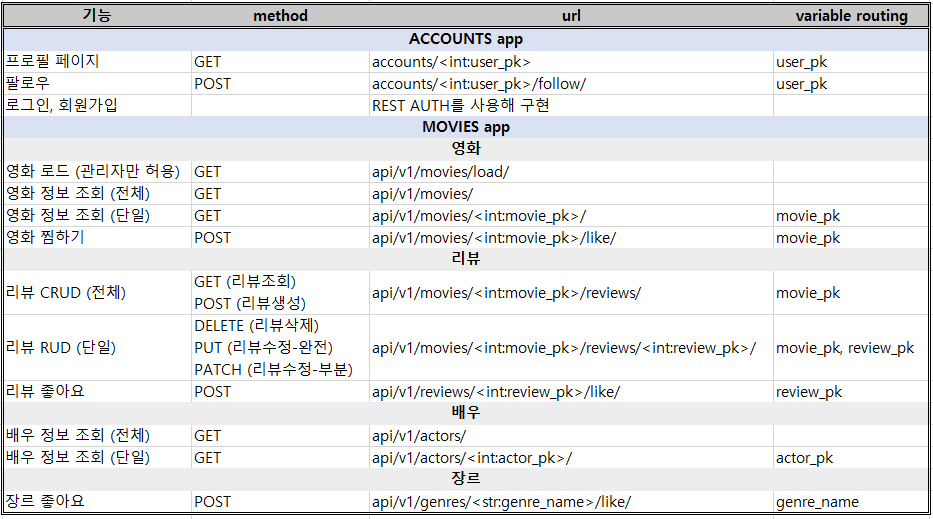 기능 method url variable routing
ACCOUNTS app
프로필 페이지 GET accounts/<int:user_pk> user_pk
팔로우 POST accounts/<int:user_pk>/follow/ user_pk
로그인, 회원가입 REST AUTH를 사용해 구현
MOVIES app
영화
영화 로드 (관리자만 허용) GET api/v1/movies/load/
영화 정보 조회 (전체) GET api/v1/movies/
영화 정보 조회 (단일) GET api/v1/movies/<int:movie_pk>/ movie_pk
영화 찜하기 POST api/v1/movies/<int:movie_pk>/like/ movie_pk
리뷰
리뷰 CRUD (전체) GET (리뷰조회) api/v1/movies/<int:movie_pk>/reviews/ movie_pk
POST (리뷰생성)
DELETE (리뷰삭제)
리뷰 RUD (단일) PUT (리뷰수정-완전) api/v1/movies/<int:movie_pk>/reviews/<int:review_pk>/ movie_pk, review_pk
PATCH (리뷰수정-부분)
리뷰 좋아요 POST api/v1/reviews/<int:review_pk>/like/ review_pk
배우
배우 정보 조회 (전체) GET api/v1/actors/
배우 정보 조회 (단일) GET api/v1/actors/<int:actor_pk>/ actor_pk
장르
장르 좋아요 POST api/v1/genres/<str:genre_name>/like/ genre_name